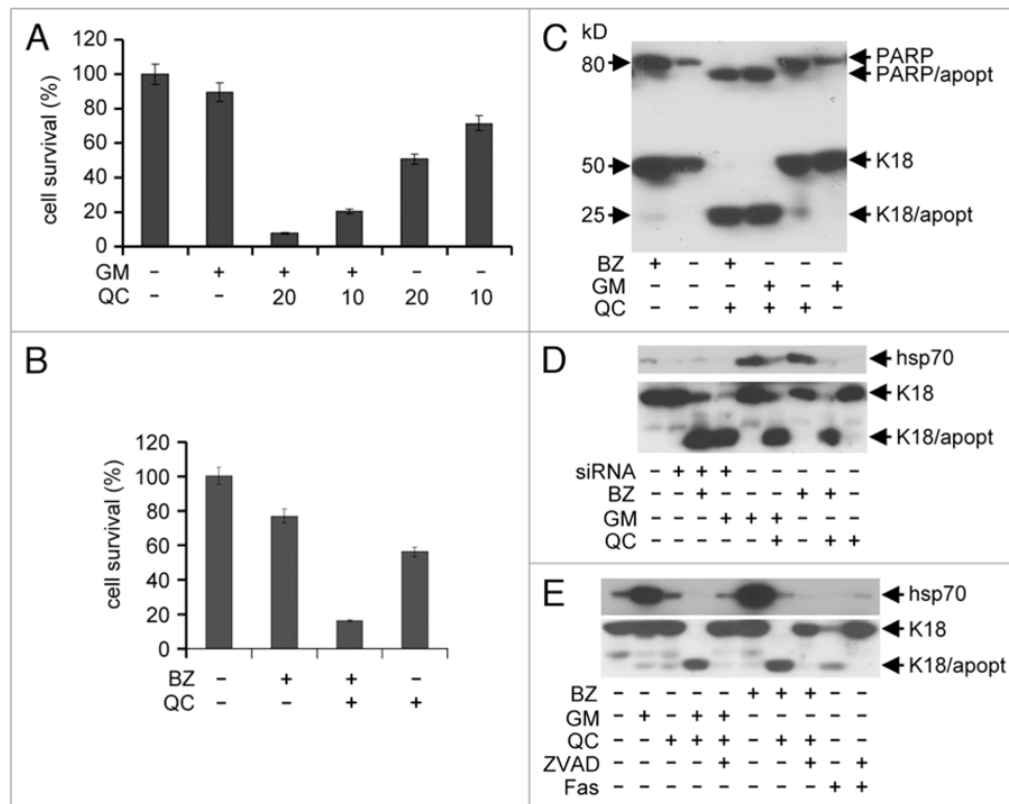 A
cell survival (%)
120
100
80
60
40
20
0
GM - + + + - -
QC - - 20 10 20 10
B
cell survival (%)
120
100
80
60
40
20
0
BZ - + + -
QC - - + +
C
kD
80
50
25
PARP
PARP/apopt
K18
K18/apopt
BZ + - + - - -
GM - - - + - +
QC - - + + + -
D
hsp70
K18
K18/apopt
siRNA - + + + - - - - -
BZ - - + - - - + + -
GM - - - + + + - - -
QC - - - - - + - + +
E
hsp70
K18
K18/apopt
BZ - - - - - + + + - -
GM - + - + + - - - - -
QC - - + + + - + + - -
ZVAD - - - - + - - + - +
Fas - - - - - - - - + +